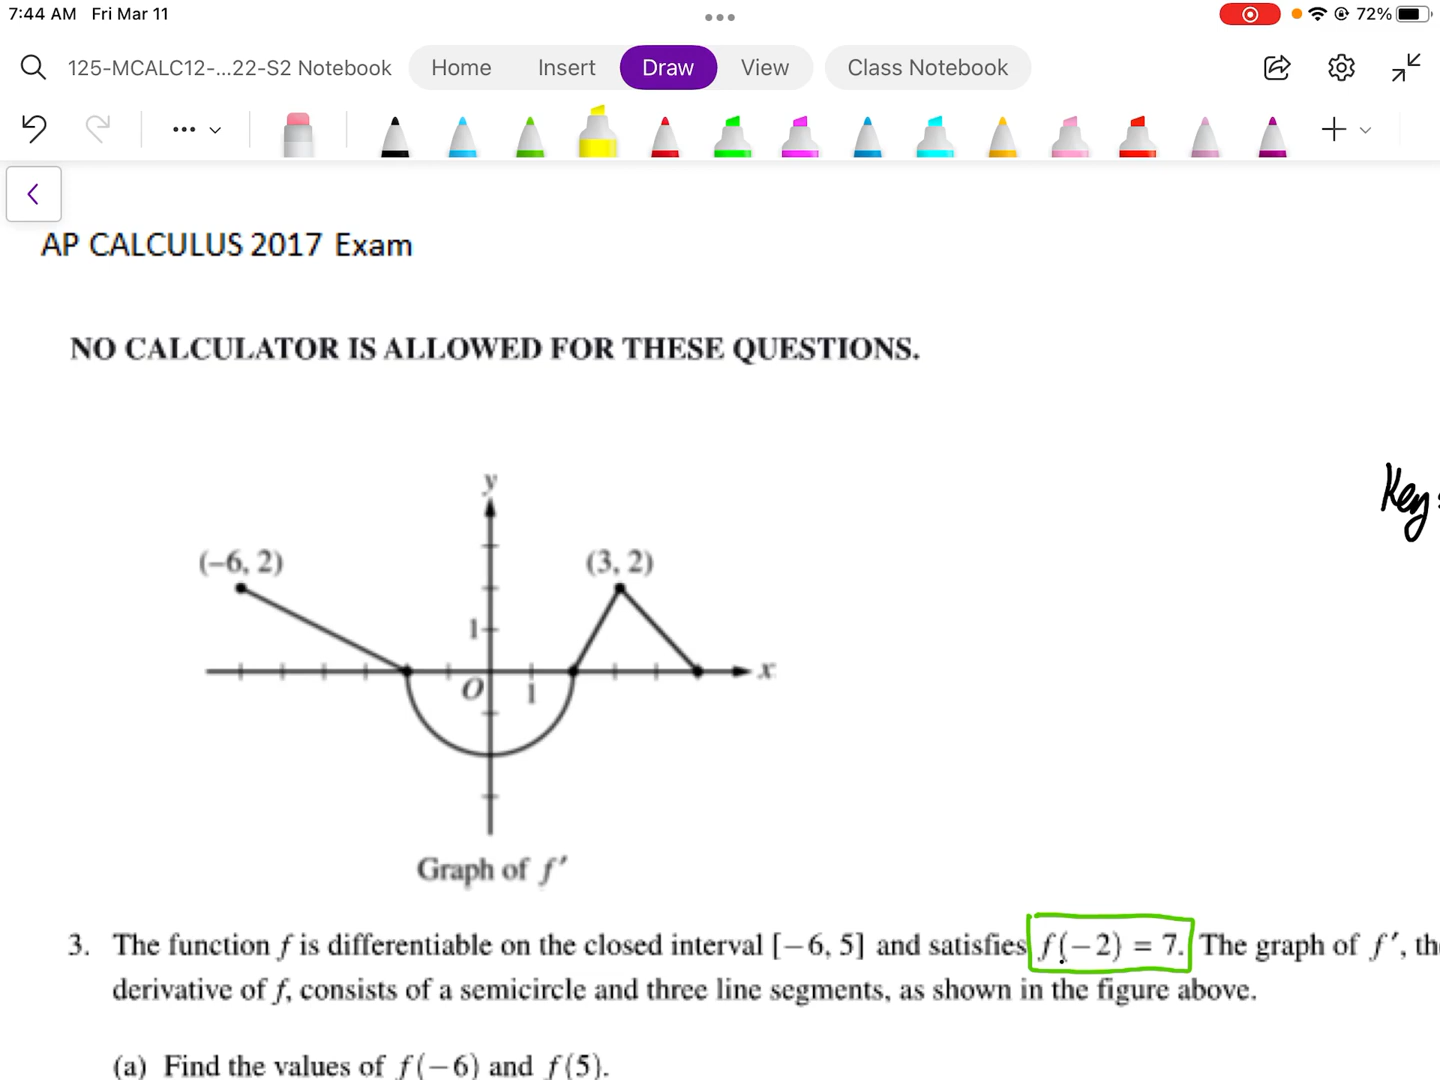 7:44 AM Fri Mar 11
72%
125-MCALC12-...22-S2 Notebook Home Insert Draw View Class Notebook
AP CALCULUS 2017 Exam
NO CALCULATOR IS ALLOWED FOR THESE QUESTIONS.
Key:
y
(−6, 2)
(3, 2)
1
x
O
1
Graph of f′
3. The function f is differentiable on the closed interval [−6, 5] and satisfies f(−2) = 7. The graph of f′, th
derivative of f, consists of a semicircle and three line segments, as shown in the figure above.
(a) Find the values of f(−6) and f(5).